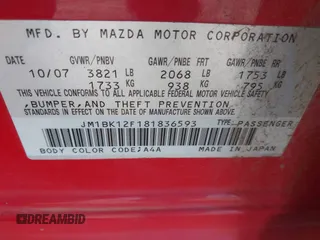 MFD. BY MAZDA MOTOR CORPORATION
GVWR/PNBV GAWR/PNBE FRT GAWR/PNBE RR
10/07 3821 LB 2068 LB 1753 LB
1733 KG 938 KG 795 KG
THIS VEHICLE CONFORMS TO ALL APPLICABLE FEDERAL MOTOR VEHICLE SAFETY,
BUMPER, AND THEFT PREVENTION
STANDARDS IN EFFECT ON THE DATE OF MANUFACTURE SHOWN ABOVE.
JM1BK12F181836593 TYPE: PASSENGER
BODY COLOR CODE: A4A MADE IN JAPAN
DREAMBID